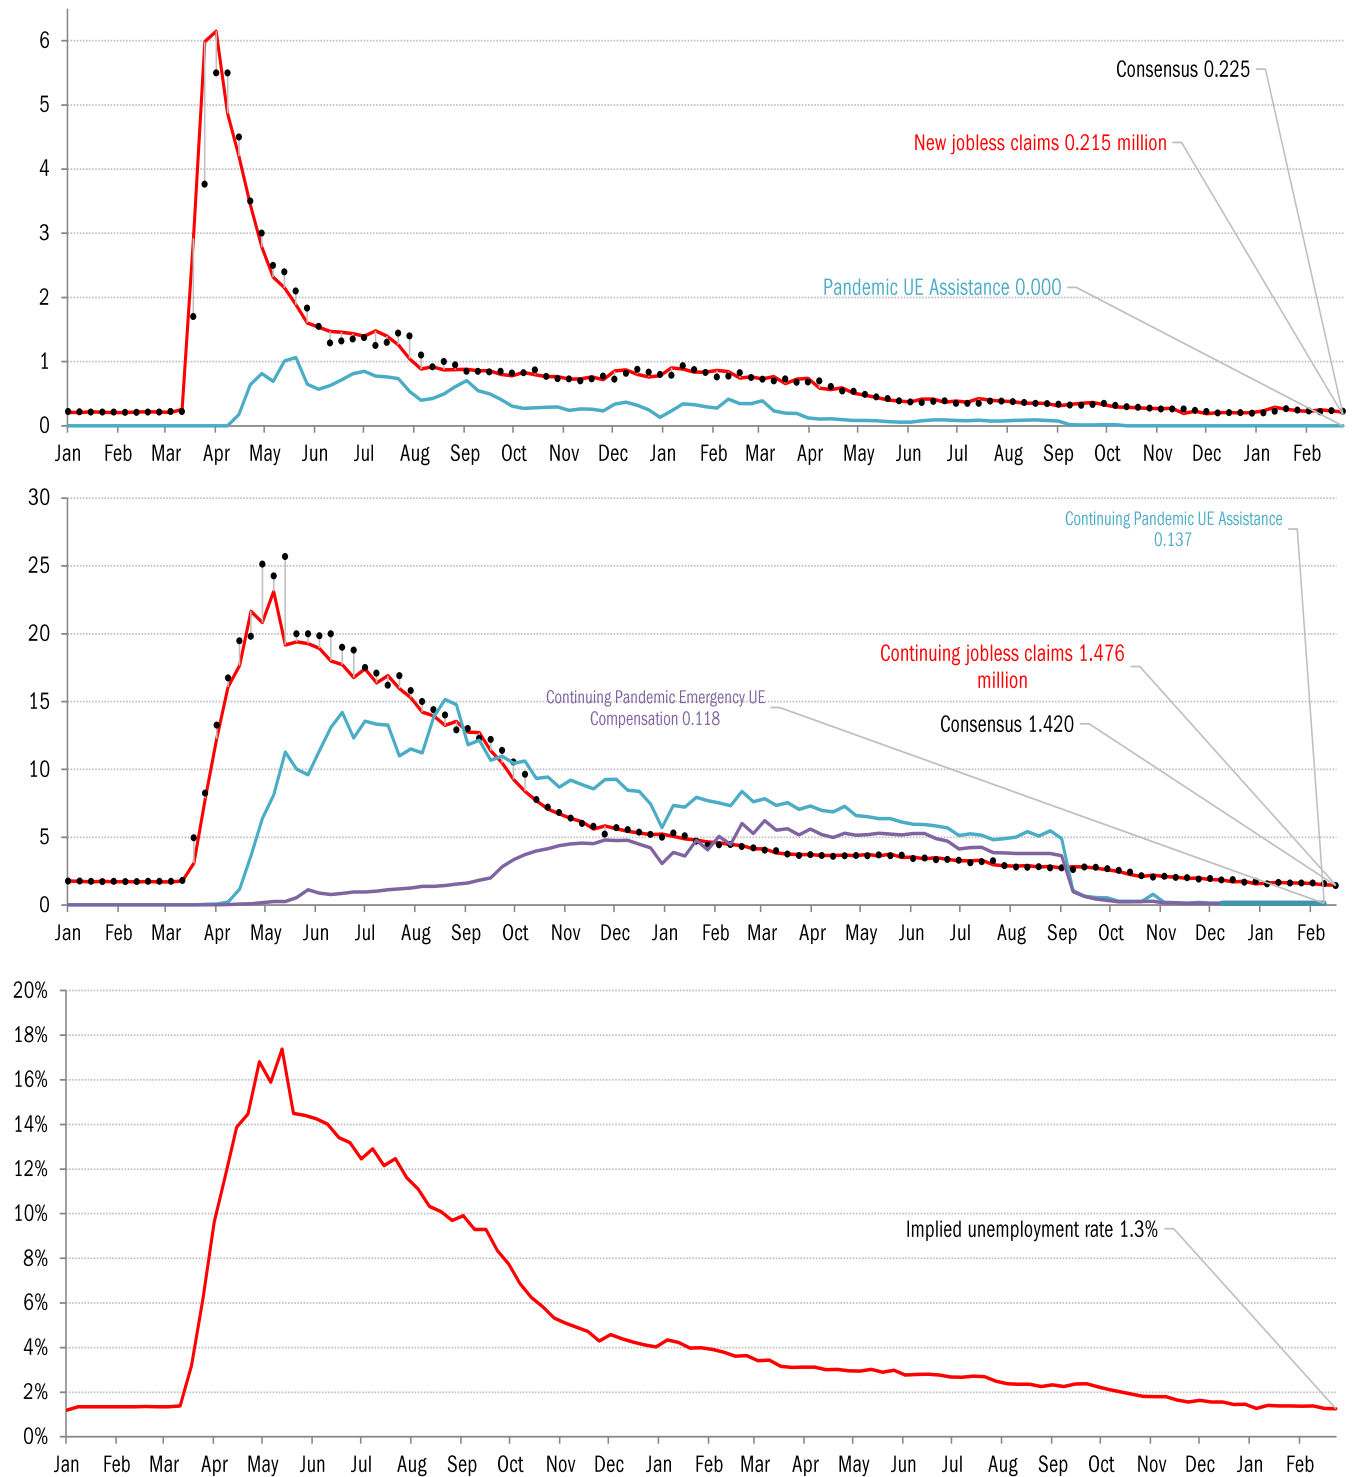 6
Consensus 0.225
5
New jobless claims 0.215 million
4
3
Pandemic UE Assistance 0.000
2
1
0
Jan Feb Mar Apr May Jun Jul Aug Sep Oct Nov Dec Jan Feb Mar Apr May Jun Jul Aug Sep Oct Nov Dec Jan Feb
30
Continuing Pandemic UE Assistance
0.137
25
20
Continuing jobless claims 1.476
million
15
Continuing Pandemic Emergency UE
Compensation 0.118
Consensus 1.420
10
5
0
Jan Feb Mar Apr May Jun Jul Aug Sep Oct Nov Dec Jan Feb Mar Apr May Jun Jul Aug Sep Oct Nov Dec Jan Feb
20%
18%
16%
14%
12%
10%
Implied unemployment rate 1.3%
8%
6%
4%
2%
0%
Jan Feb Mar Apr May Jun Jul Aug Sep Oct Nov Dec Jan Feb Mar Apr May Jun Jul Aug Sep Oct Nov Dec Jan Feb